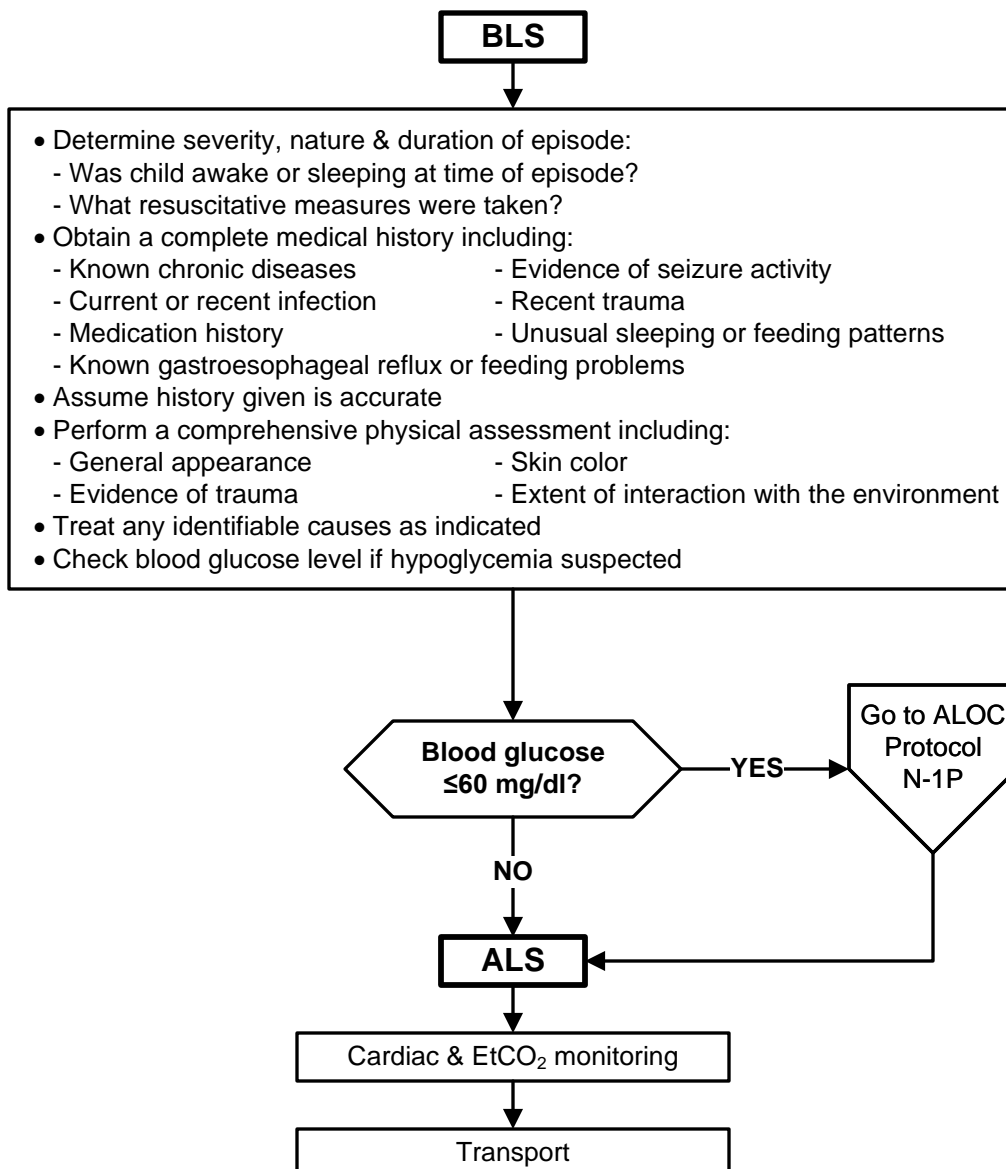 BLS
• Determine severity, nature & duration of episode:
- Was child awake or sleeping at time of episode?
- What resuscitative measures were taken?
• Obtain a complete medical history including:
- Known chronic diseases - Evidence of seizure activity
- Current or recent infection - Recent trauma
- Medication history - Unusual sleeping or feeding patterns
- Known gastroesophageal reflux or feeding problems
• Assume history given is accurate
• Perform a comprehensive physical assessment including:
- General appearance - Skin color
- Evidence of trauma - Extent of interaction with the environment
• Treat any identifiable causes as indicated
• Check blood glucose level if hypoglycemia suspected
Blood glucose
≤60 mg/dl?
YES
Go to ALOC
Protocol
N-1P
NO
ALS
Cardiac & EtCO₂ monitoring
Transport